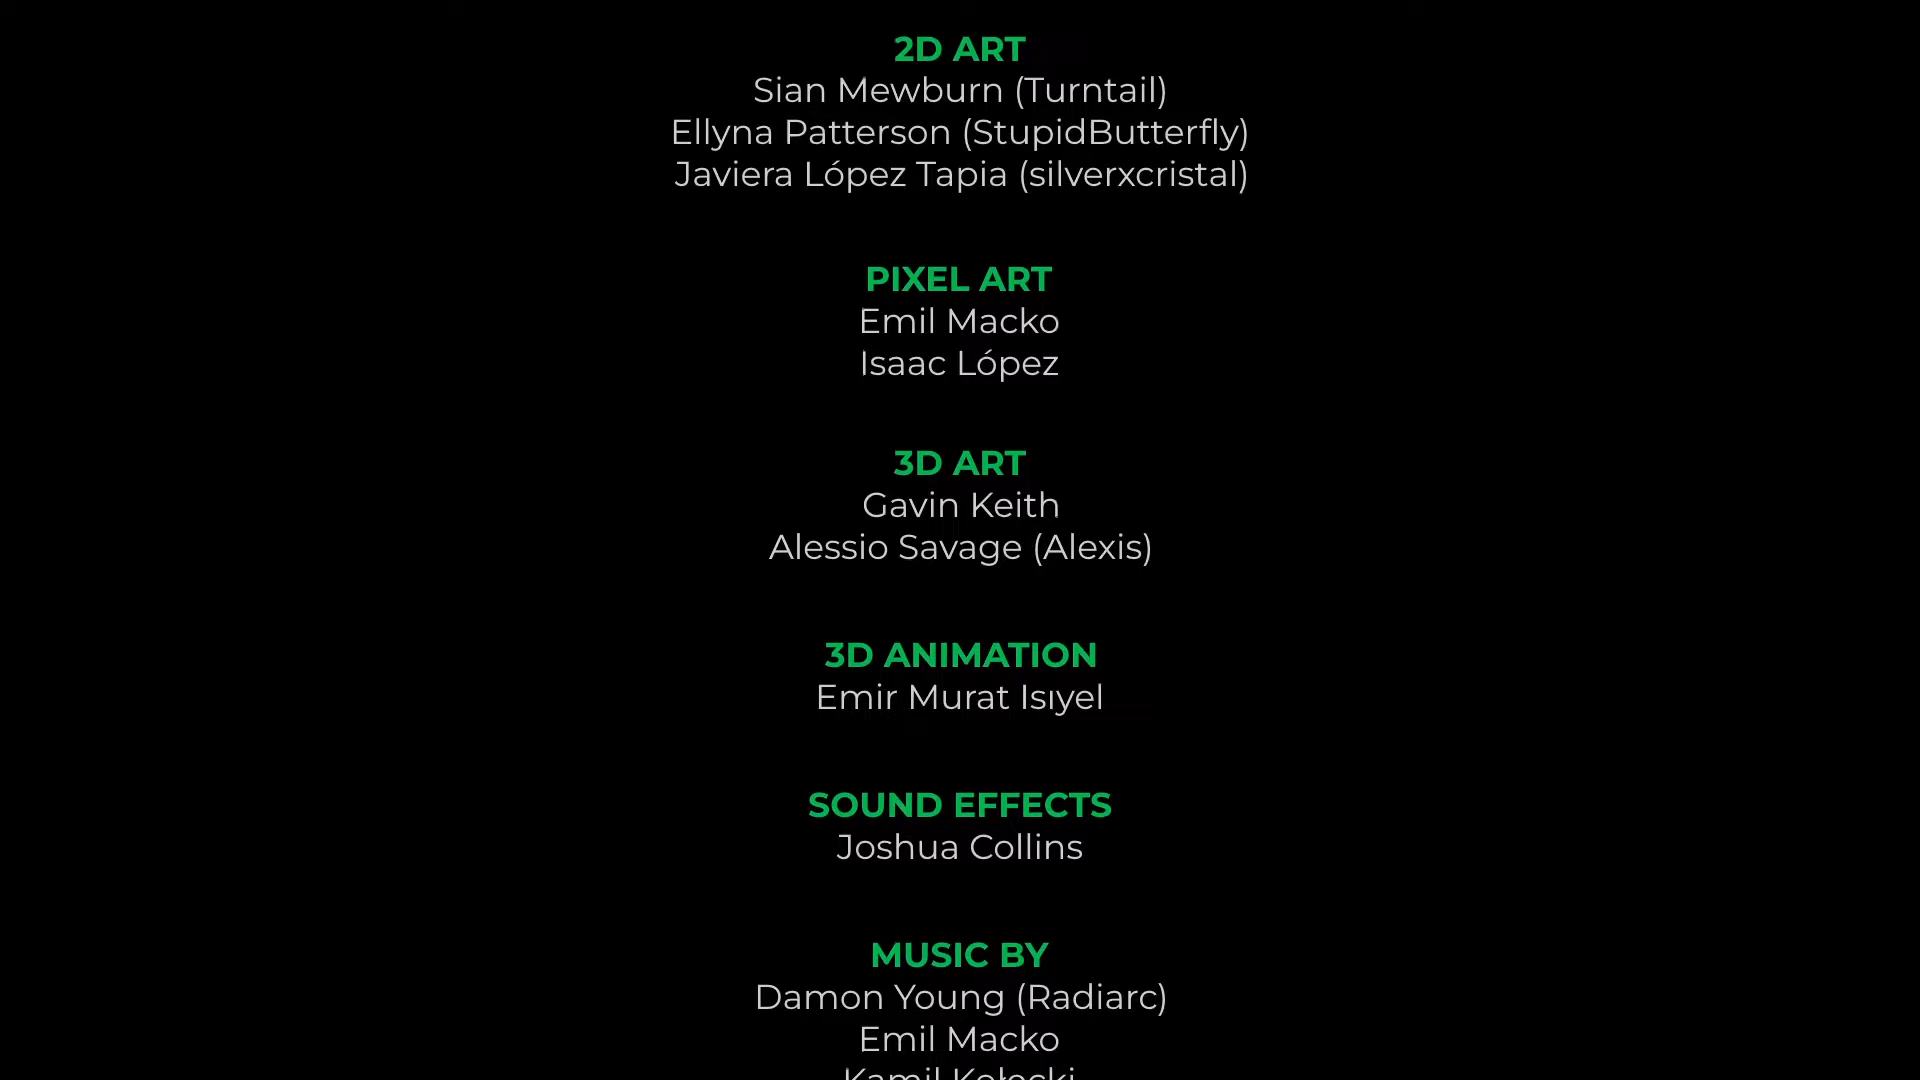 2D ART
Sian Mewburn (Turntail)
Ellyna Patterson (StupidButterfly)
Javiera López Tapia (silverxcristal)
PIXEL ART
Emil Macko
Isaac López
3D ART
Gavin Keith
Alessio Savage (Alexis)
3D ANIMATION
Emir Murat Isıyel
SOUND EFFECTS
Joshua Collins
MUSIC BY
Damon Young (Radiarc)
Emil Macko
Kamil